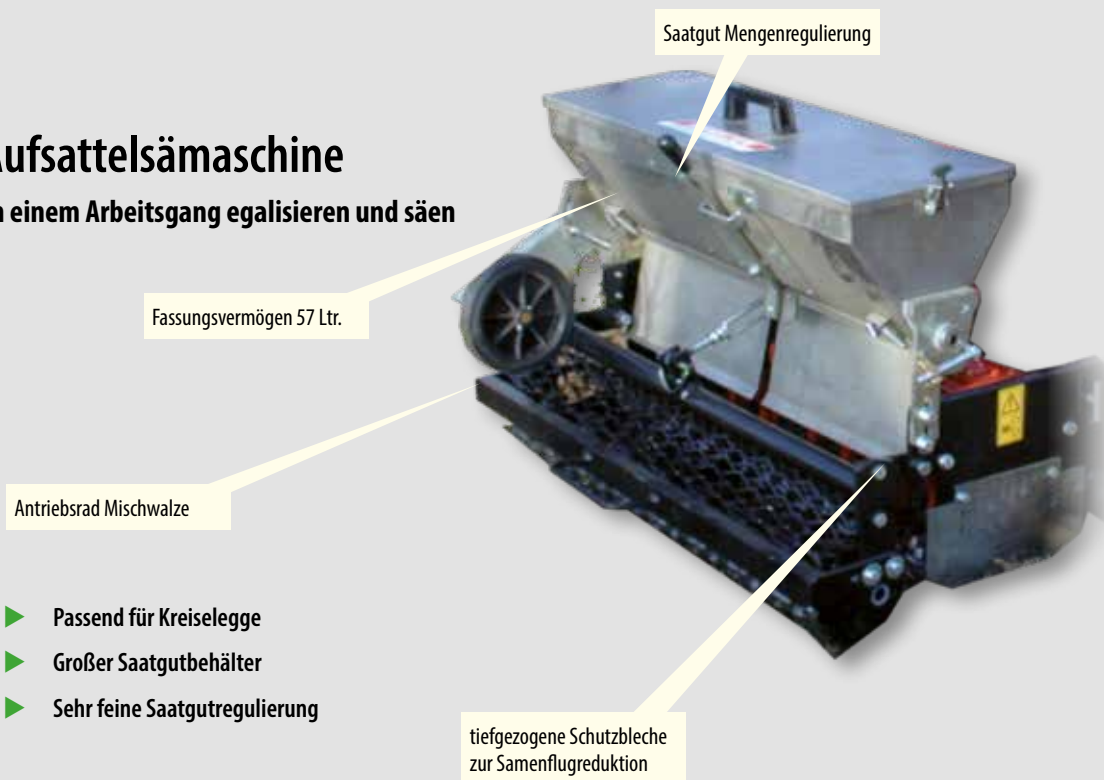 Saatgut Mengenregulierung
Aufsattelsämaschine
n einem Arbeitsgang egalisieren und säen
Fassungsvermögen 57 Ltr.
Antriebsrad Mischwalze
Passend für Kreiselegge
Großer Saatgutbehälter
Sehr feine Saatgutregulierung
tiefgezogene Schutzbleche
zur Samenflugreduktion